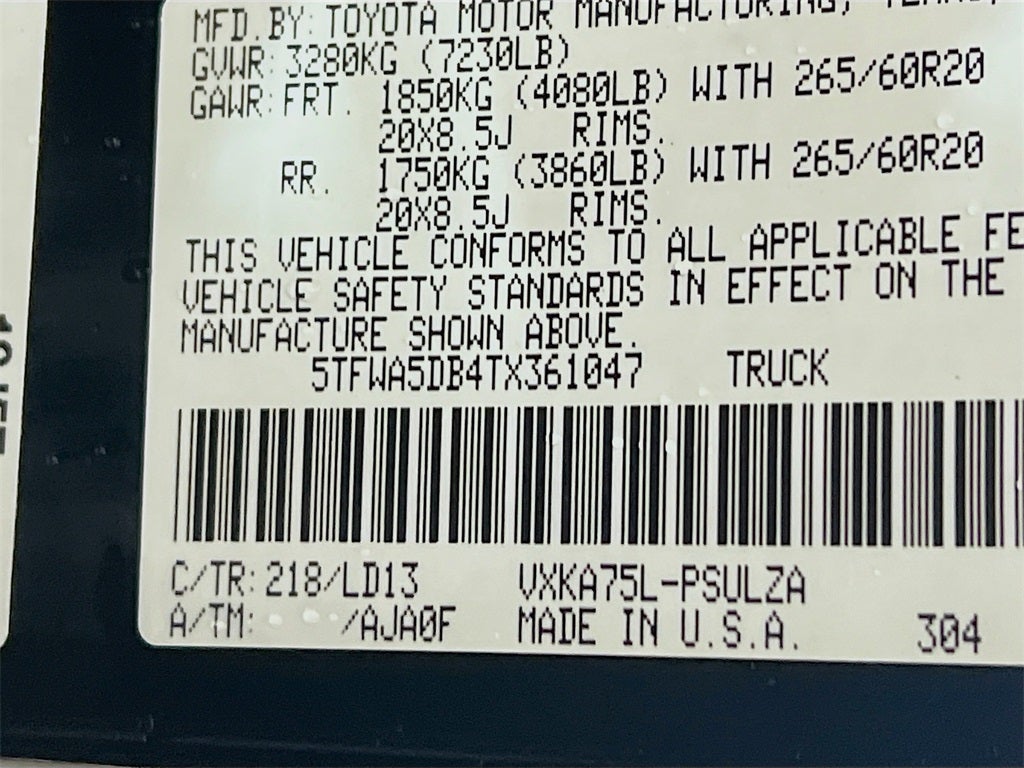 MFD.BY: TOYOTA MOTOR MANUFACTURING,
GVWR: 3280KG (7230LB)
GAWR: FRT. 1850KG (4080LB) WITH 265/60R20
20X8.5J RIMS.
RR. 1750KG (3860LB) WITH 265/60R20
20X8.5J RIMS.
THIS VEHICLE CONFORMS TO ALL APPLICABLE FE
VEHICLE SAFETY STANDARDS IN EFFECT ON THE
MANUFACTURE SHOWN ABOVE.
5TFWA5DB4TX361047 TRUCK
C/TR: 218/LD13 VXKA75L-PSULZA
A/TM: /AJA0F MADE IN U.S.A. 304